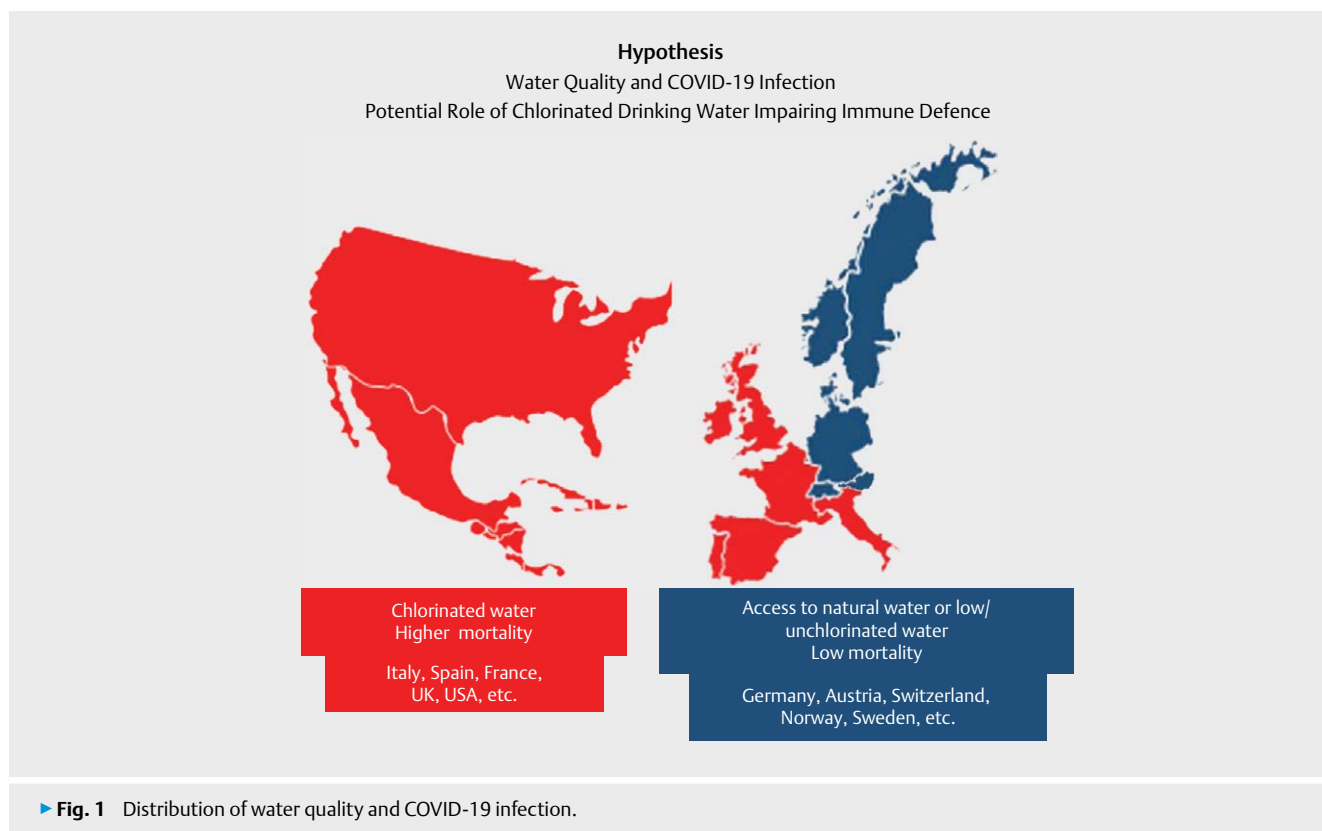 Hypothesis
Water Quality and COVID-19 Infection
Potential Role of Chlorinated Drinking Water Impairing Immune Defence
Chlorinated water
Higher mortality
Italy, Spain, France,
UK, USA, etc.
Access to natural water or low/
unchlorinated water
Low mortality
Germany, Austria, Switzerland,
Norway, Sweden, etc.
▶ Fig. 1 Distribution of water quality and COVID-19 infection.